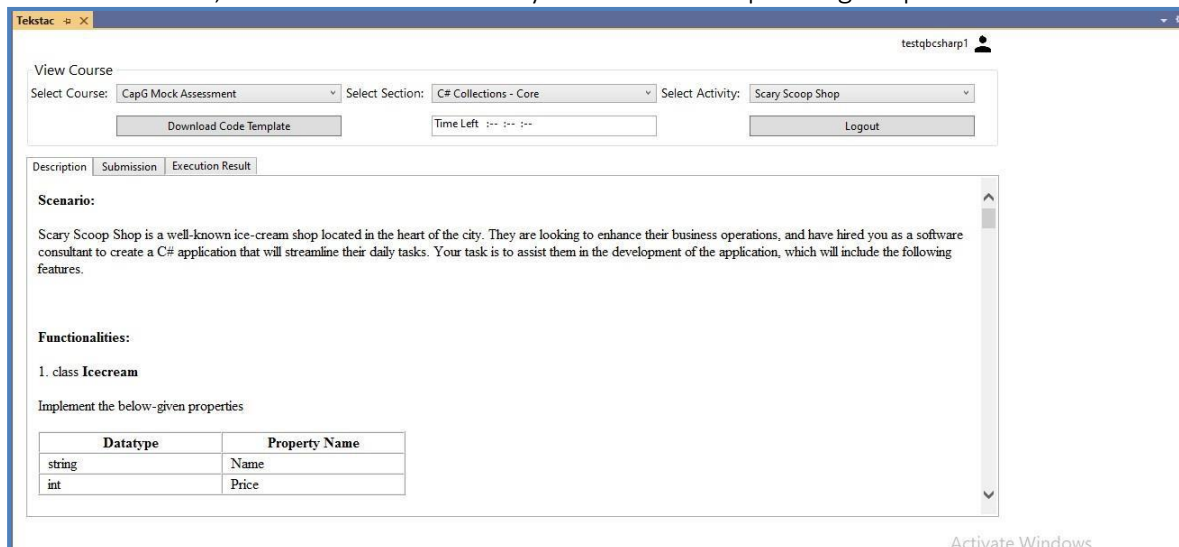 Tekstac
testqbcsharp1
View Course
Select Course: CapG Mock Assessment Select Section: C# Collections - Core Select Activity: Scary Scoop Shop
Download Code Template Time Left :-- :-- :-- Logout
Description Submission Execution Result
Scenario:
Scary Scoop Shop is a well-known ice-cream shop located in the heart of the city. They are looking to enhance their business operations, and have hired you as a software
consultant to create a C# application that will streamline their daily tasks. Your task is to assist them in the development of the application, which will include the following
features.
Functionalities:
1. class Icecream
Implement the below-given properties
Datatype Property Name
string Name
int Price
Activate Windows